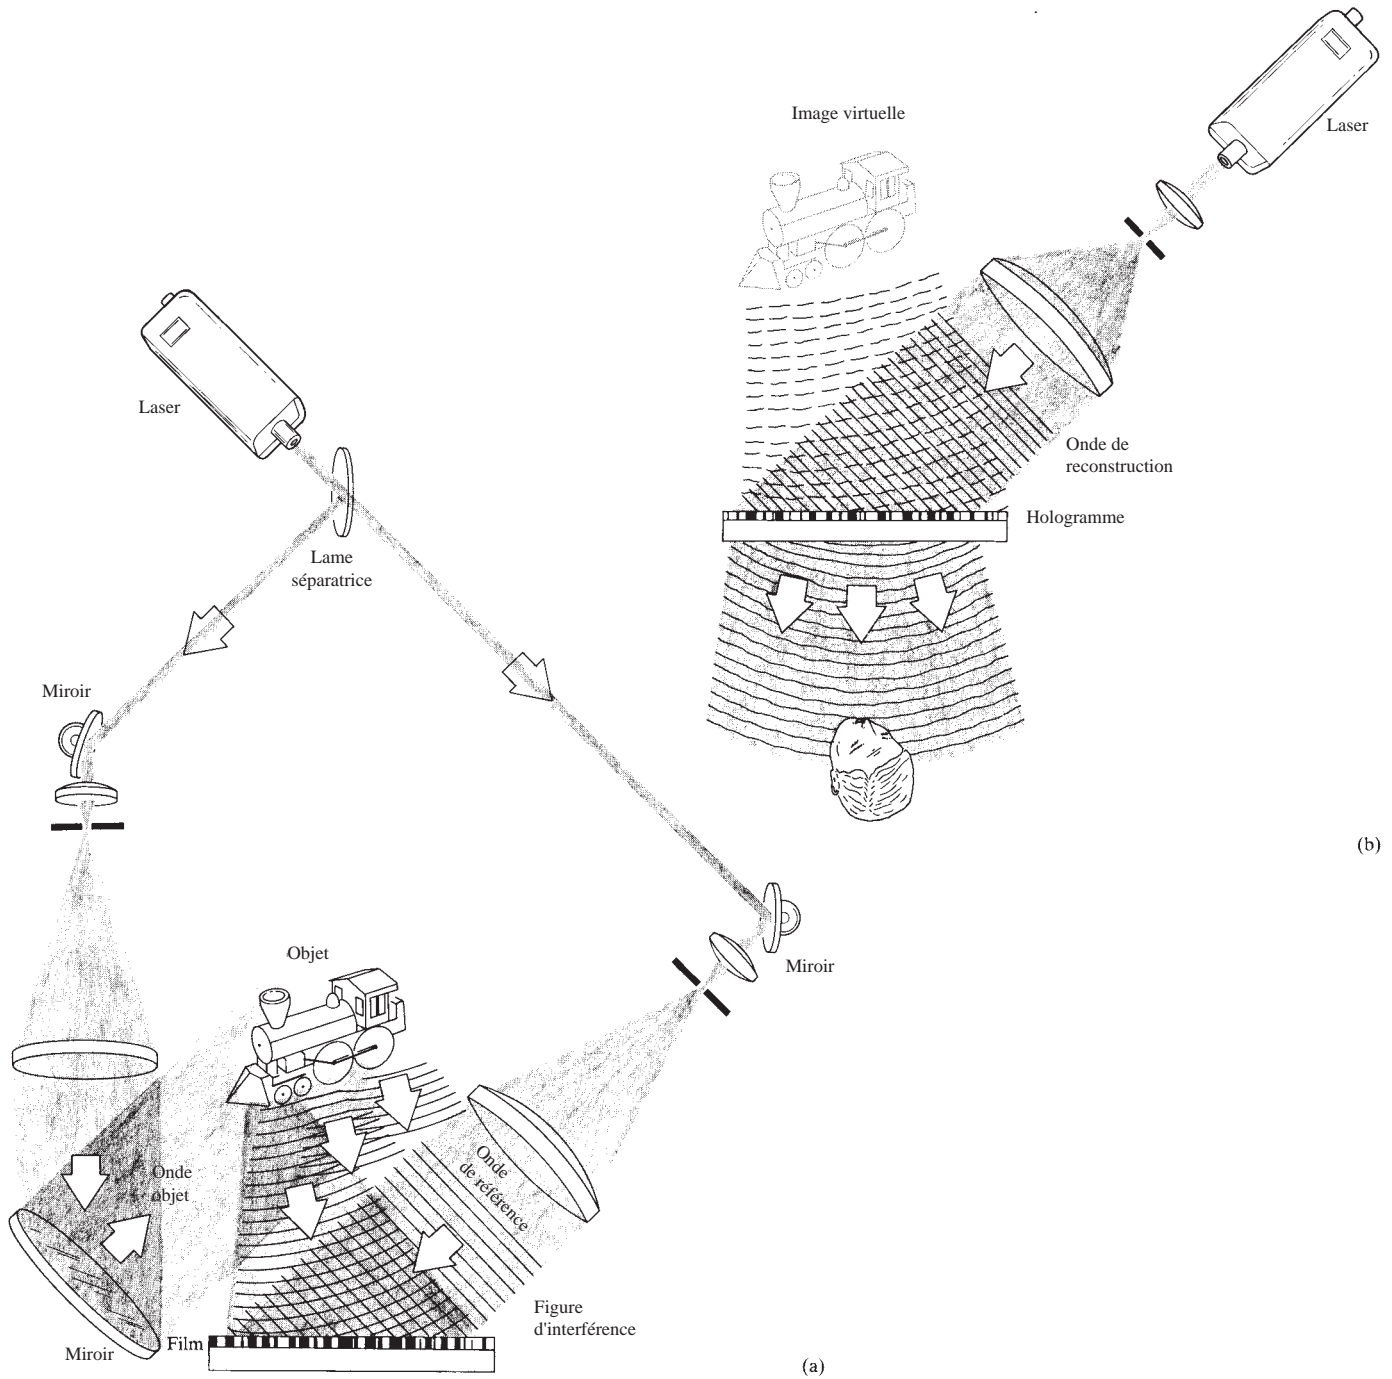 Image virtuelle
Laser
Laser
Onde de
reconstruction
Hologramme
Lame
séparatrice
Miroir
(b)
Objet
Miroir
Onde
de référence
Onde
objet
Figure
d'interférence
Film
Miroir
(a)